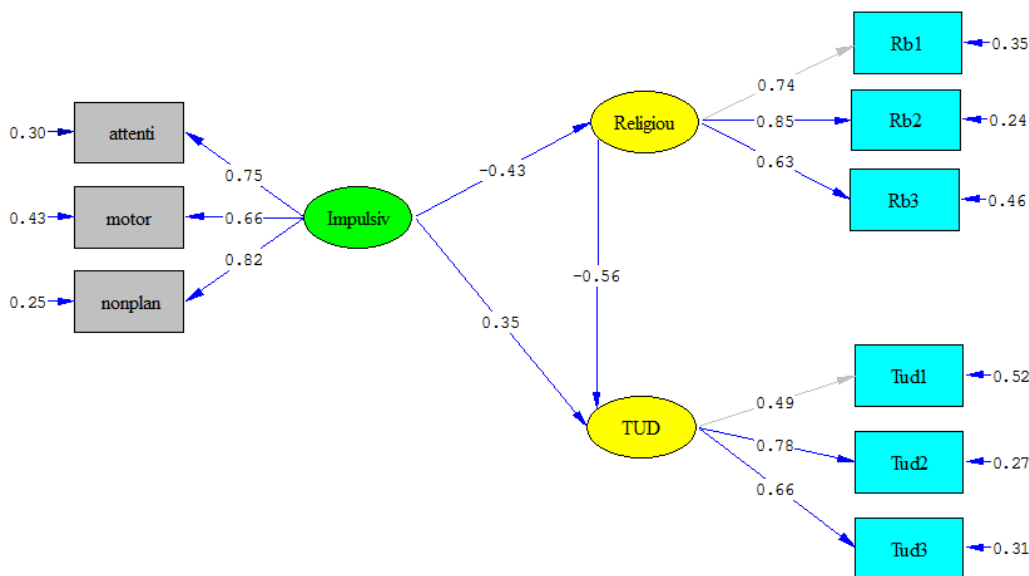 Rb1
0.35
0.74
Rb2
0.24
0.85
Religiou
0.63
Rb3
0.46
0.30
attenti
0.75
-0.43
0.43
motor
0.66
Impulsiv
0.82
0.25
nonplan
-0.56
0.35
Tud1
0.52
0.49
TUD
0.78
Tud2
0.27
0.66
Tud3
0.31